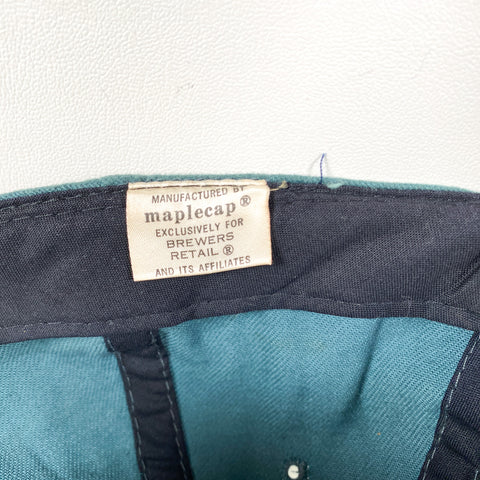 MANUFACTURED BY
maplecap®
EXCLUSIVELY FOR
BREWERS
RETAIL®
AND ITS AFFILIATES